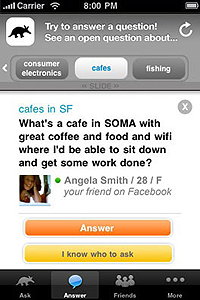 Carrier 8:00 PM
Try to answer a question!
See an open question about...
consumer
electronics
cafes
fishing
SLIDE
cafes in SF
What's a cafe in SOMA with
great coffee and food and wifi
where I'd be able to sit down
and get some work done?
Angela Smith / 28 / F
your friend on Facebook
Answer
I know who to ask
Ask Answer Friends More